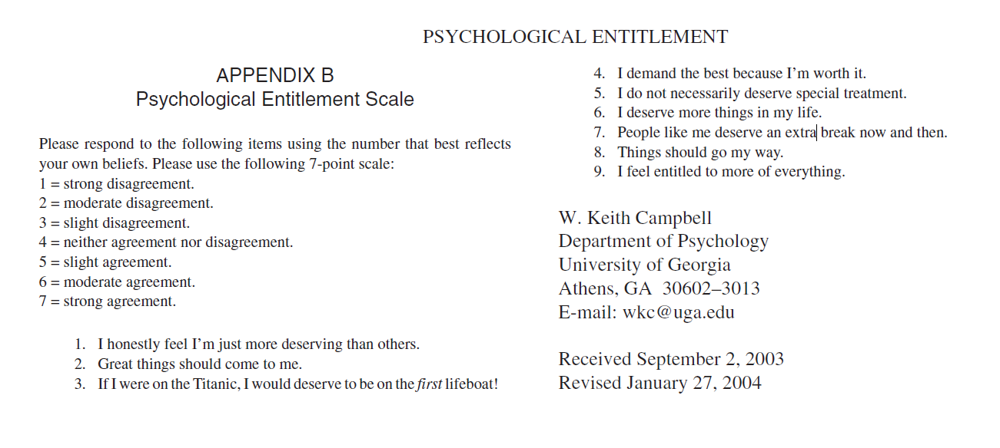 PSYCHOLOGICAL ENTITLEMENT
APPENDIX B
Psychological Entitlement Scale
Please respond to the following items using the number that best reflects
your own beliefs. Please use the following 7-point scale:
1 = strong disagreement.
2 = moderate disagreement.
3 = slight disagreement.
4 = neither agreement nor disagreement.
5 = slight agreement.
6 = moderate agreement.
7 = strong agreement.
1. I honestly feel I’m just more deserving than others.
2. Great things should come to me.
3. If I were on the Titanic, I would deserve to be on the first lifeboat!
4. I demand the best because I’m worth it.
5. I do not necessarily deserve special treatment.
6. I deserve more things in my life.
7. People like me deserve an extra break now and then.
8. Things should go my way.
9. I feel entitled to more of everything.
W. Keith Campbell
Department of Psychology
University of Georgia
Athens, GA 30602–3013
E-mail: wkc@uga.edu
Received September 2, 2003
Revised January 27, 2004